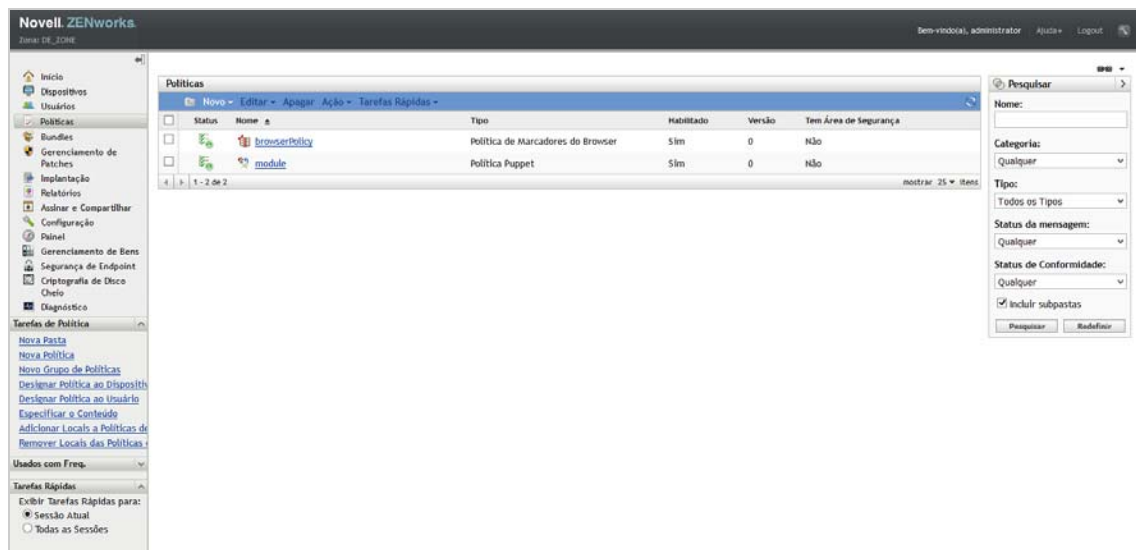 Novell. ZENworks.
Zona: DE_ZONE
Bem-vindo(a), administrator Ajuda Logout
Início
Dispositivos
Usuários
Políticas
Bundles
Gerenciamento de
Patches
Implantação
Relatórios
Assinar e Compartilhar
Configuração
Painel
Gerenciamento de Bens
Segurança de Endpoint
Criptografia de Disco
Cheio
Diagnóstico
Tarefas de Política
Nova Pasta
Nova Política
Novo Grupo de Políticas
Designar Política ao Dispositiv
Designar Política ao Usuário
Especificar o Conteúdo
Adicionar Locais a Políticas de
Remover Locais das Políticas
Usados com Freq.
Tarefas Rápidas
Exibir Tarefas Rápidas para:
Sessão Atual
Todas as Sessões
Políticas
Novo Editar Apagar Ação Tarefas Rápidas
Status Nome Tipo Habilitado Versão Tem Área de Segurança
browserPolicy Política de Marcadores do Browser Sim 0 Não
module Política Puppet Sim 0 Não
1 - 2 de 2 mostrar 25 itens
Pesquisar
Nome:
Categoria:
Qualquer
Tipo:
Todos os Tipos
Status da mensagem:
Qualquer
Status de Conformidade:
Qualquer
Incluir subpastas
Pesquisar Redefinir